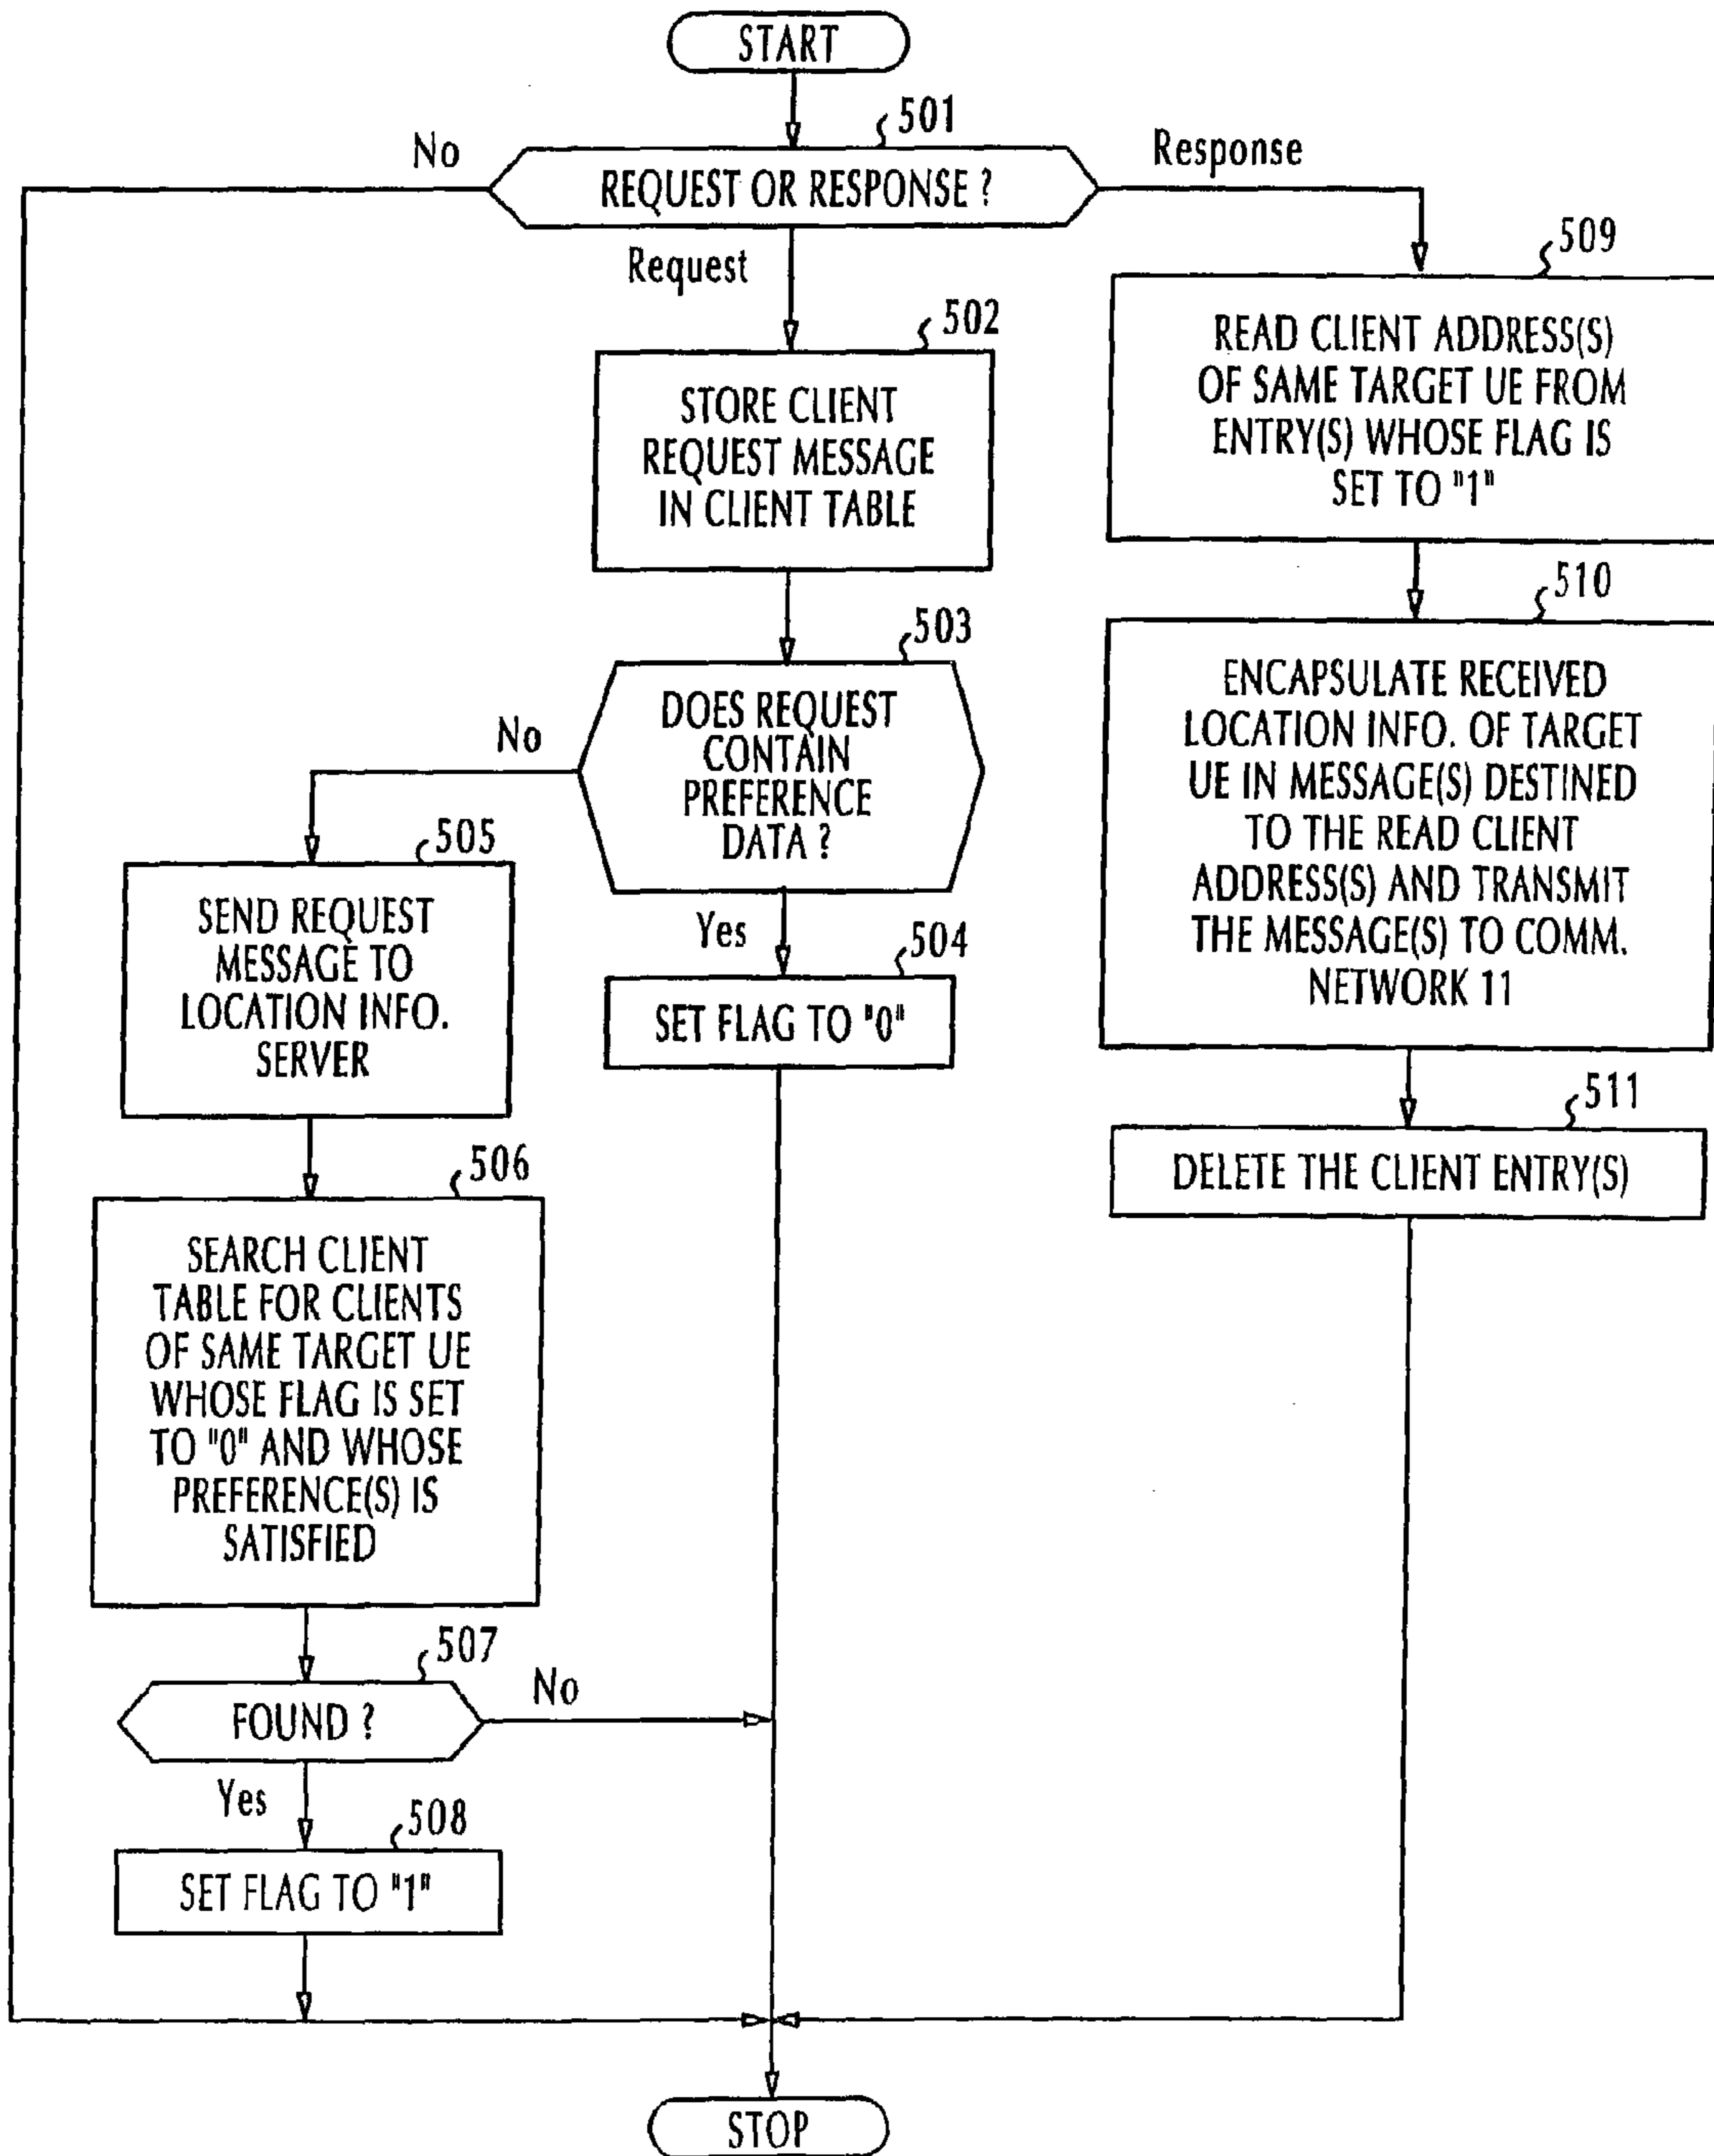 START
501
No
REQUEST OR RESPONSE ?
Response
Request
502
STORE CLIENT
REQUEST MESSAGE
IN CLIENT TABLE
503
DOES REQUEST
CONTAIN
PREFERENCE
DATA ?
No
Yes
504
SET FLAG TO "0"
505
SEND REQUEST
MESSAGE TO
LOCATION INFO.
SERVER
506
SEARCH CLIENT
TABLE FOR CLIENTS
OF SAME TARGET UE
WHOSE FLAG IS SET
TO "0" AND WHOSE
PREFERENCE(S) IS
SATISFIED
507
FOUND ?
No
Yes
508
SET FLAG TO "1"
509
READ CLIENT ADDRESS(S)
OF SAME TARGET UE FROM
ENTRY(S) WHOSE FLAG IS
SET TO "1"
510
ENCAPSULATE RECEIVED
LOCATION INFO. OF TARGET
UE IN MESSAGE(S) DESTINED
TO THE READ CLIENT
ADDRESS(S) AND TRANSMIT
THE MESSAGE(S) TO COMM.
NETWORK 11
511
DELETE THE CLIENT ENTRY(S)
STOP